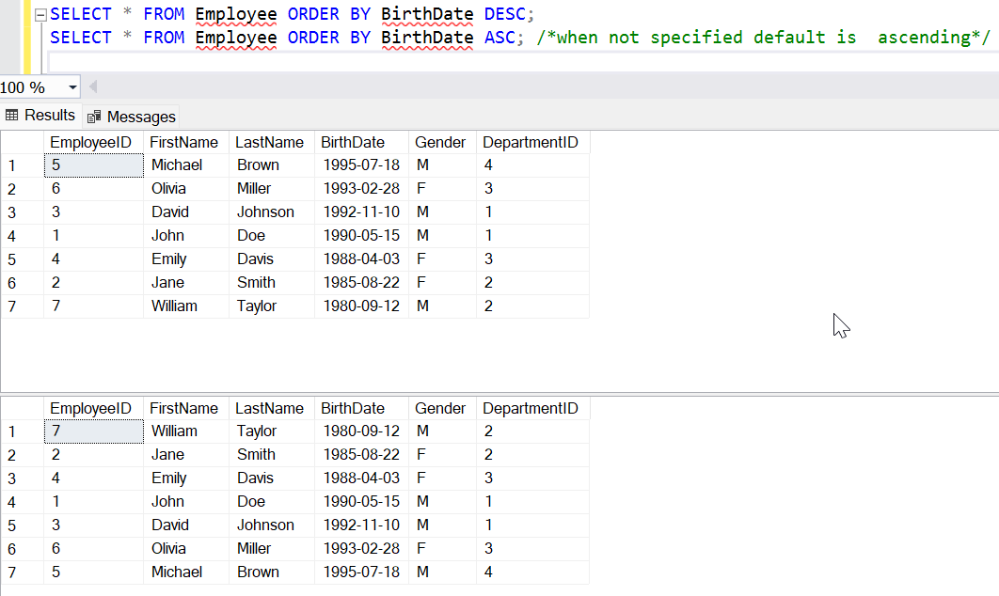 SELECT * FROM Employee ORDER BY BirthDate DESC;
SELECT * FROM Employee ORDER BY BirthDate ASC; /*when not specified default is  ascending*/
100 %
Results Messages
EmployeeID FirstName LastName BirthDate Gender DepartmentID
1 5 Michael Brown 1995-07-18 M 4
2 6 Olivia Miller 1993-02-28 F 3
3 3 David Johnson 1992-11-10 M 1
4 1 John Doe 1990-05-15 M 1
5 4 Emily Davis 1988-04-03 F 3
6 2 Jane Smith 1985-08-22 F 2
7 7 William Taylor 1980-09-12 M 2
EmployeeID FirstName LastName BirthDate Gender DepartmentID
1 7 William Taylor 1980-09-12 M 2
2 2 Jane Smith 1985-08-22 F 2
3 4 Emily Davis 1988-04-03 F 3
4 1 John Doe 1990-05-15 M 1
5 3 David Johnson 1992-11-10 M 1
6 6 Olivia Miller 1993-02-28 F 3
7 5 Michael Brown 1995-07-18 M 4